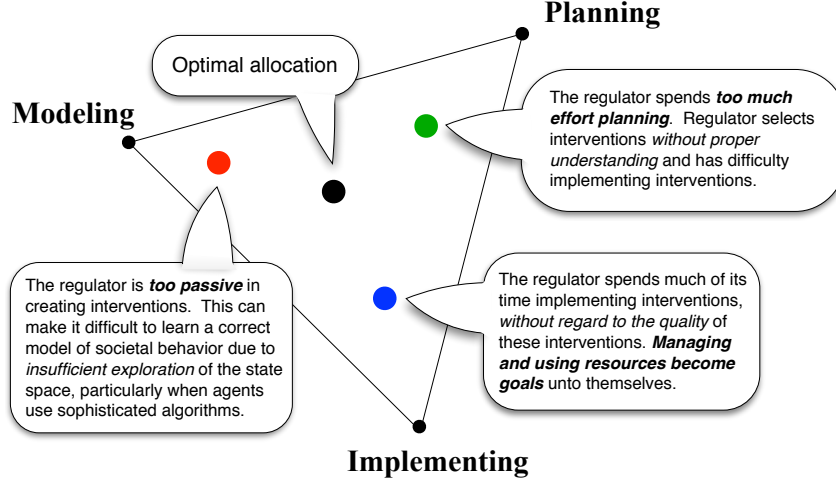 Planning
Optimal allocation
Modeling
The regulator spends too much
effort planning. Regulator selects
interventions without proper
understanding and has difficulty
implementing interventions.
The regulator is too passive in
creating interventions. This can
make it difficult to learn a correct
model of societal behavior due to
insufficient exploration of the state
space, particularly when agents
use sophisticated algorithms.
The regulator spends much of its
time implementing interventions,
without regard to the quality of
these interventions. Managing
and using resources become
goals unto themselves.
Implementing